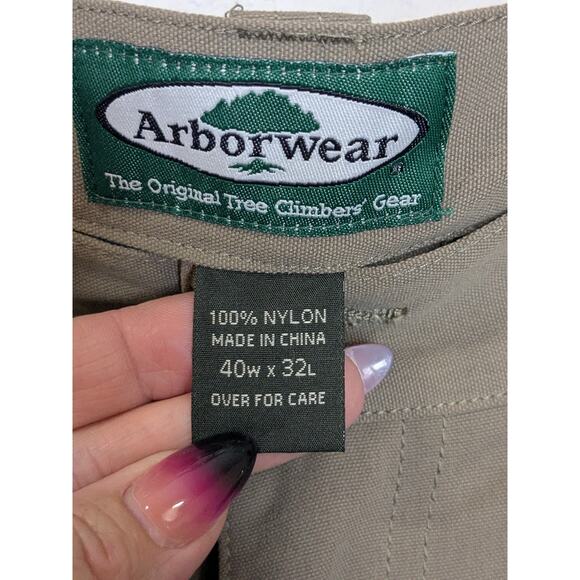 Arborwear
®
The Original Tree Climbers' Gear
100% NYLON
MADE IN CHINA
40W x 32L
OVER FOR CARE